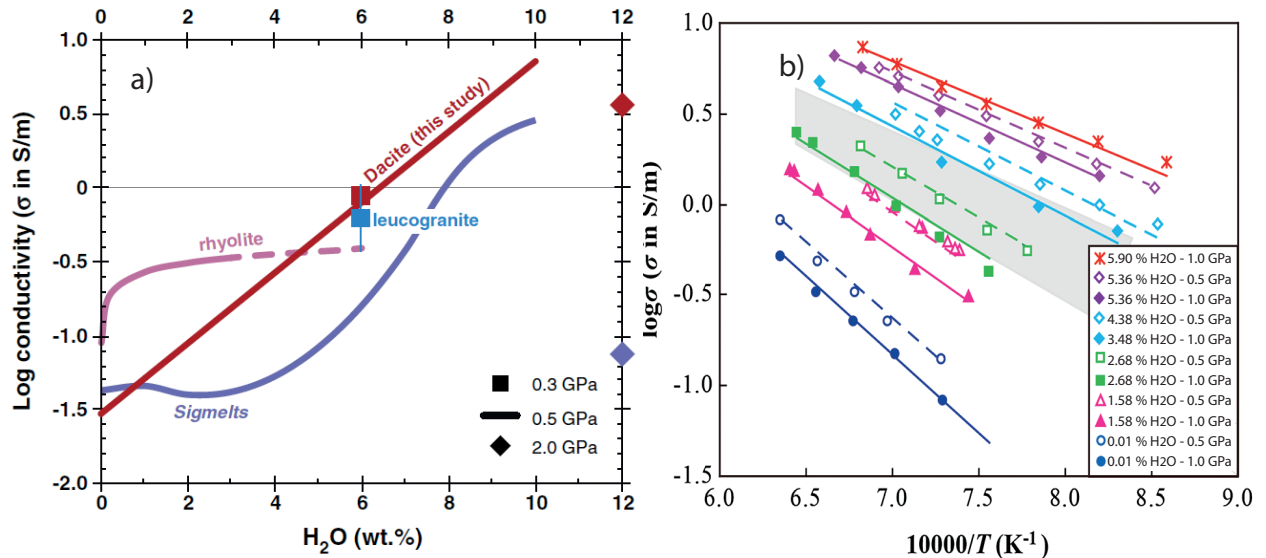 0 2 4 6 8 10 12
a)
1.0
0.5
0
-0.5
-1.0
-1.5
-2.0
Log conductivity (σ in S/m)
Dacite (this study)
leucogranite
rhyolite
Sigmelts
0.3 GPa
0.5 GPa
2.0 GPa
0 2 4 6 8 10 12
H₂O (wt.%)
b)
1.0
0.5
0.0
-0.5
-1.0
-1.5
logσ (σ in S/m)
5.90 % H2O - 1.0 GPa
5.36 % H2O - 0.5 GPa
5.36 % H2O - 1.0 GPa
4.38 % H2O - 0.5 GPa
3.48 % H2O - 1.0 GPa
2.68 % H2O - 0.5 GPa
2.68 % H2O - 1.0 GPa
1.58 % H2O - 0.5 GPa
1.58 % H2O - 1.0 GPa
0.01 % H2O - 0.5 GPa
0.01 % H2O - 1.0 GPa
6.0 6.5 7.0 7.5 8.0 8.5 9.0
10000/T (K⁻¹)